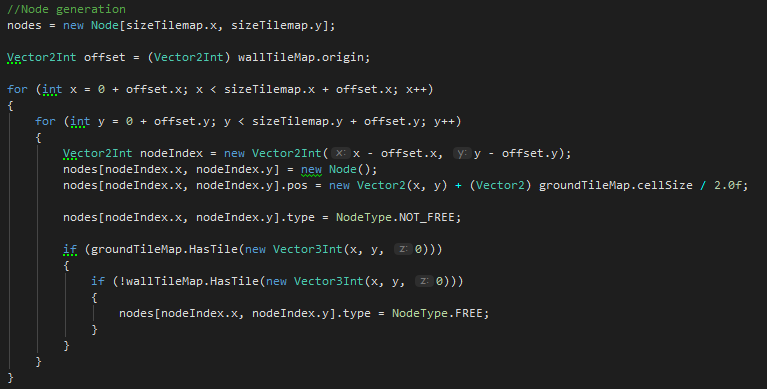 //Node generation
nodes = new Node[sizeTilemap.x, sizeTilemap.y];
Vector2Int offset = (Vector2Int) wallTileMap.origin;
for (int x = 0 + offset.x; x < sizeTilemap.x + offset.x; x++)
{
for (int y = 0 + offset.y; y < sizeTilemap.y + offset.y; y++)
{
Vector2Int nodeIndex = new Vector2Int(x: x - offset.x, y: y - offset.y);
nodes[nodeIndex.x, nodeIndex.y] = new Node();
nodes[nodeIndex.x, nodeIndex.y].pos = new Vector2(x, y) + (Vector2) groundTileMap.cellSize / 2.0f;
nodes[nodeIndex.x, nodeIndex.y].type = NodeType.NOT_FREE;
if (groundTileMap.HasTile(new Vector3Int(x, y, z: 0)))
{
if (!wallTileMap.HasTile(new Vector3Int(x, y, z: 0)))
{
nodes[nodeIndex.x, nodeIndex.y].type = NodeType.FREE;
}
}
}
}